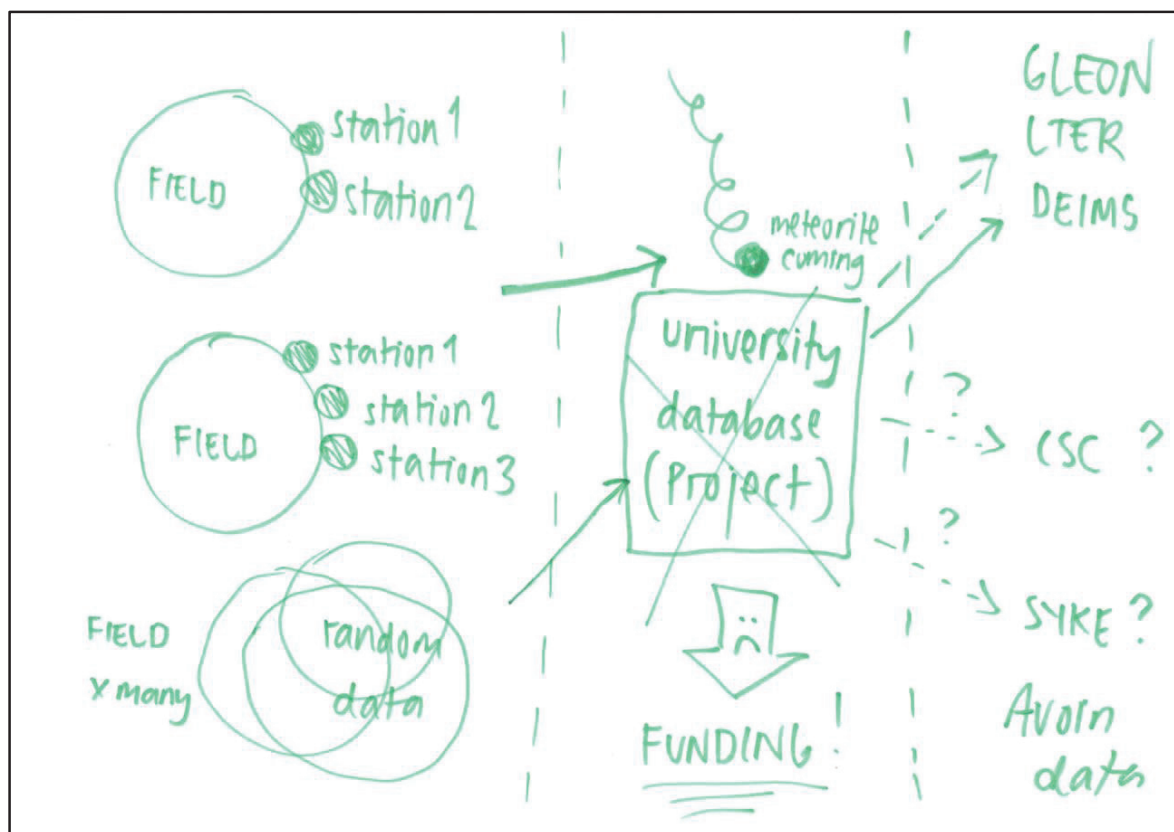 FIELD
station 1
station 2
FIELD
station 1
station 2
station 3
FIELD
x many
random
data
meteorite
cuming
university
database
(Project)
FUNDING!
GLEON
LTER
DEIMS
?
CSC ?
?
SYKE ?
Avoin
data